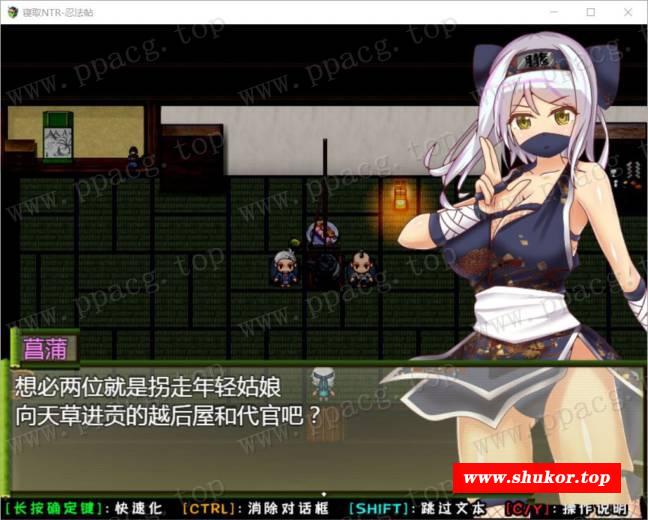 寝取NTR-忍法帖
www.ppacg.top
菖蒲
想必两位就是拐走年轻姑娘
向天草进贡的越后屋和代官吧？
www.shukor.top
[长按确定键]：快速化 [CTRL]：消除对话框 [SHIFT]：跳过文本 [C/Y]：操作说明